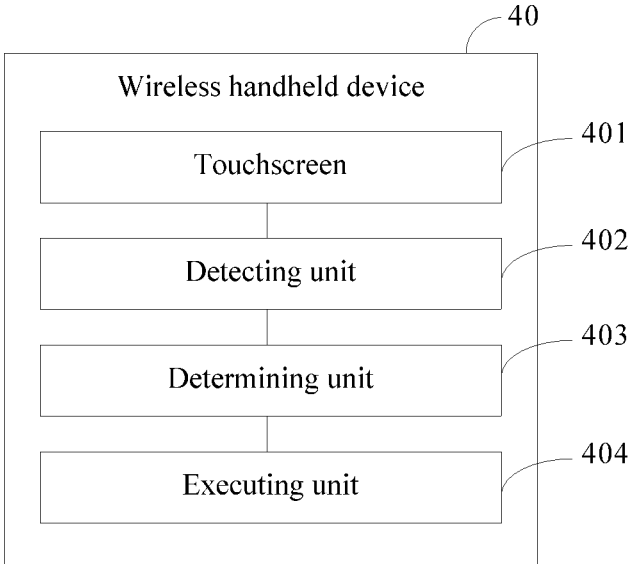 40
Wireless handheld device
401
Touchscreen
402
Detecting unit
403
Determining unit
404
Executing unit